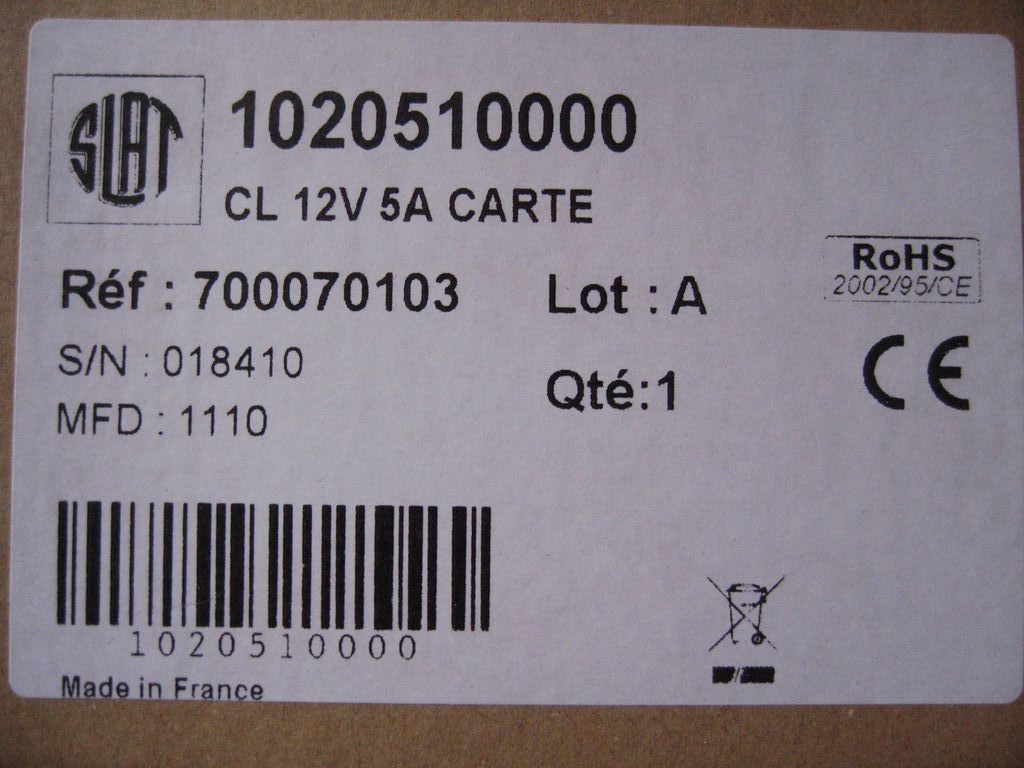 SLAT
1020510000
CL 12V 5A CARTE
RoHS
2002/95/CE
Réf : 700070103
Lot : A
S/N : 018410
CE
Qté:1
MFD : 1110
1020510000
Made in France